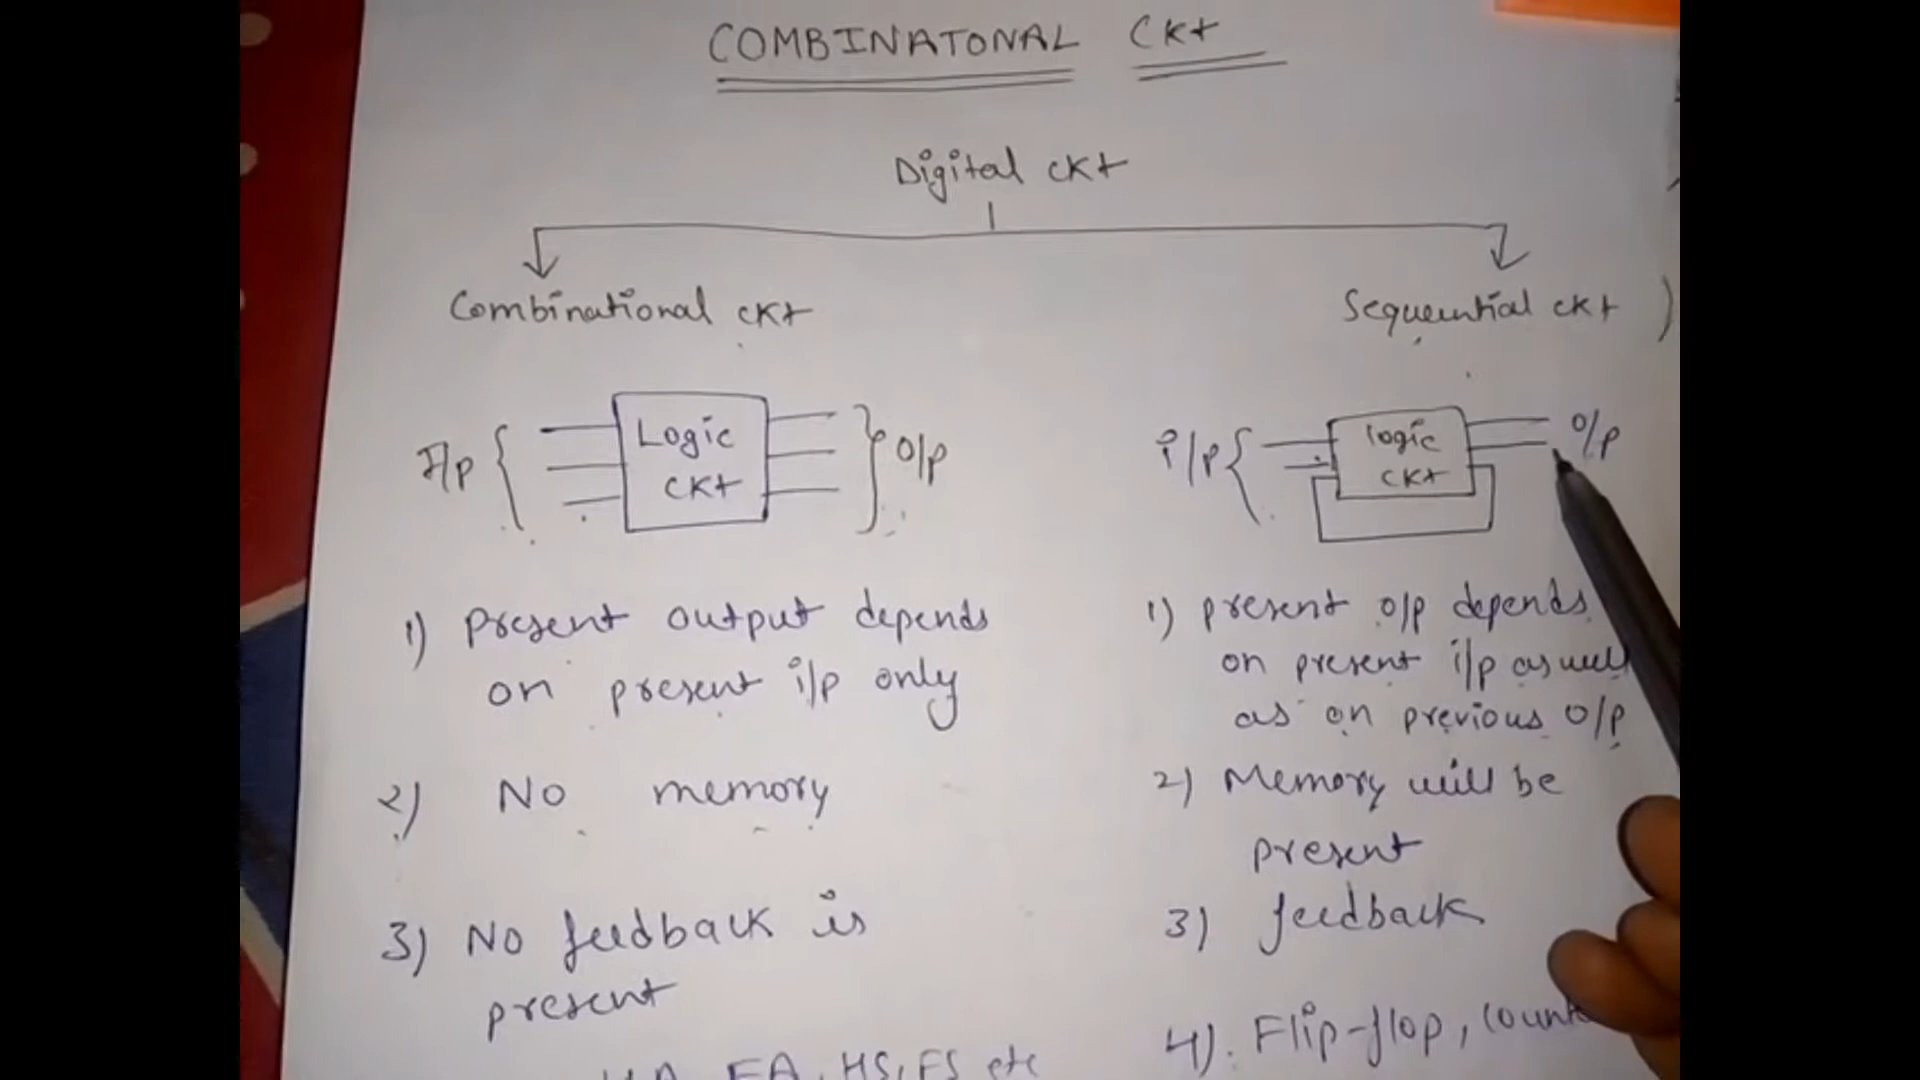 COMBINATONAL CKt
Digital ckt
Combinational ckt
Sequential ckt )
I/p { Logic ckt } O/p
i/p { logic ckt O/p
1) present output depends
on present i/p only
2) No memory
3) No feedback is
present
FA, HS, FS etc
1) present o/p depends
on present i/p as well
as on previous o/p
2) Memory will be
present
3) feedback
4). Flip-flop,